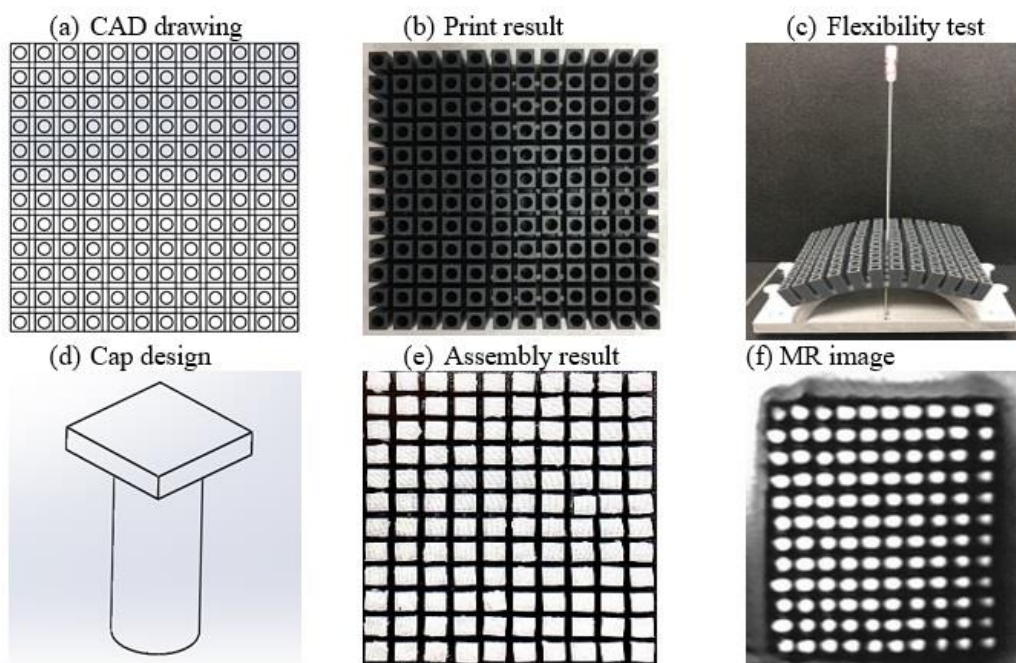 (a) CAD drawing
(b) Print result
(c) Flexibility test
(d) Cap design
(e) Assembly result
(f) MR image